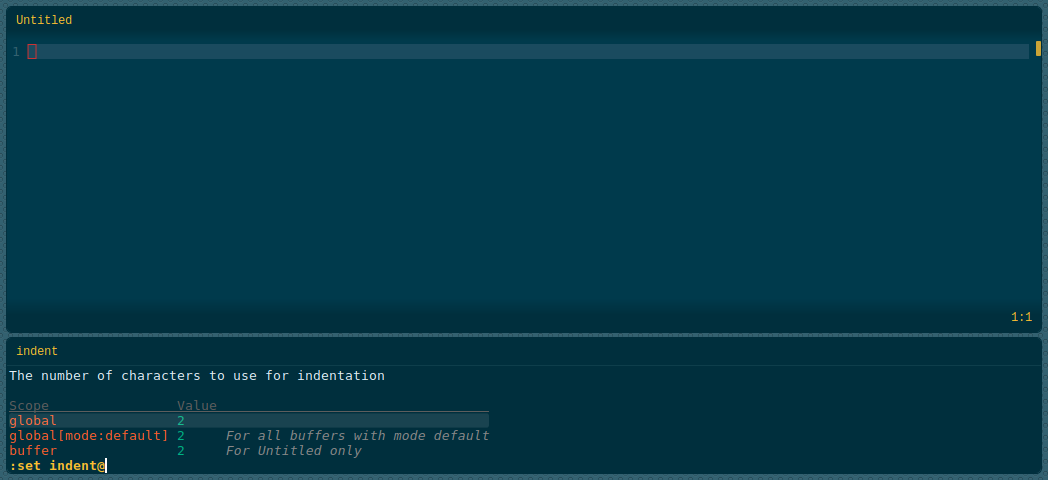 Untitled
1
1:1
indent
The number of characters to use for indentation
Scope Value
global 2
global[mode:default] 2 For all buffers with mode default
buffer 2 For Untitled only
:set indent@